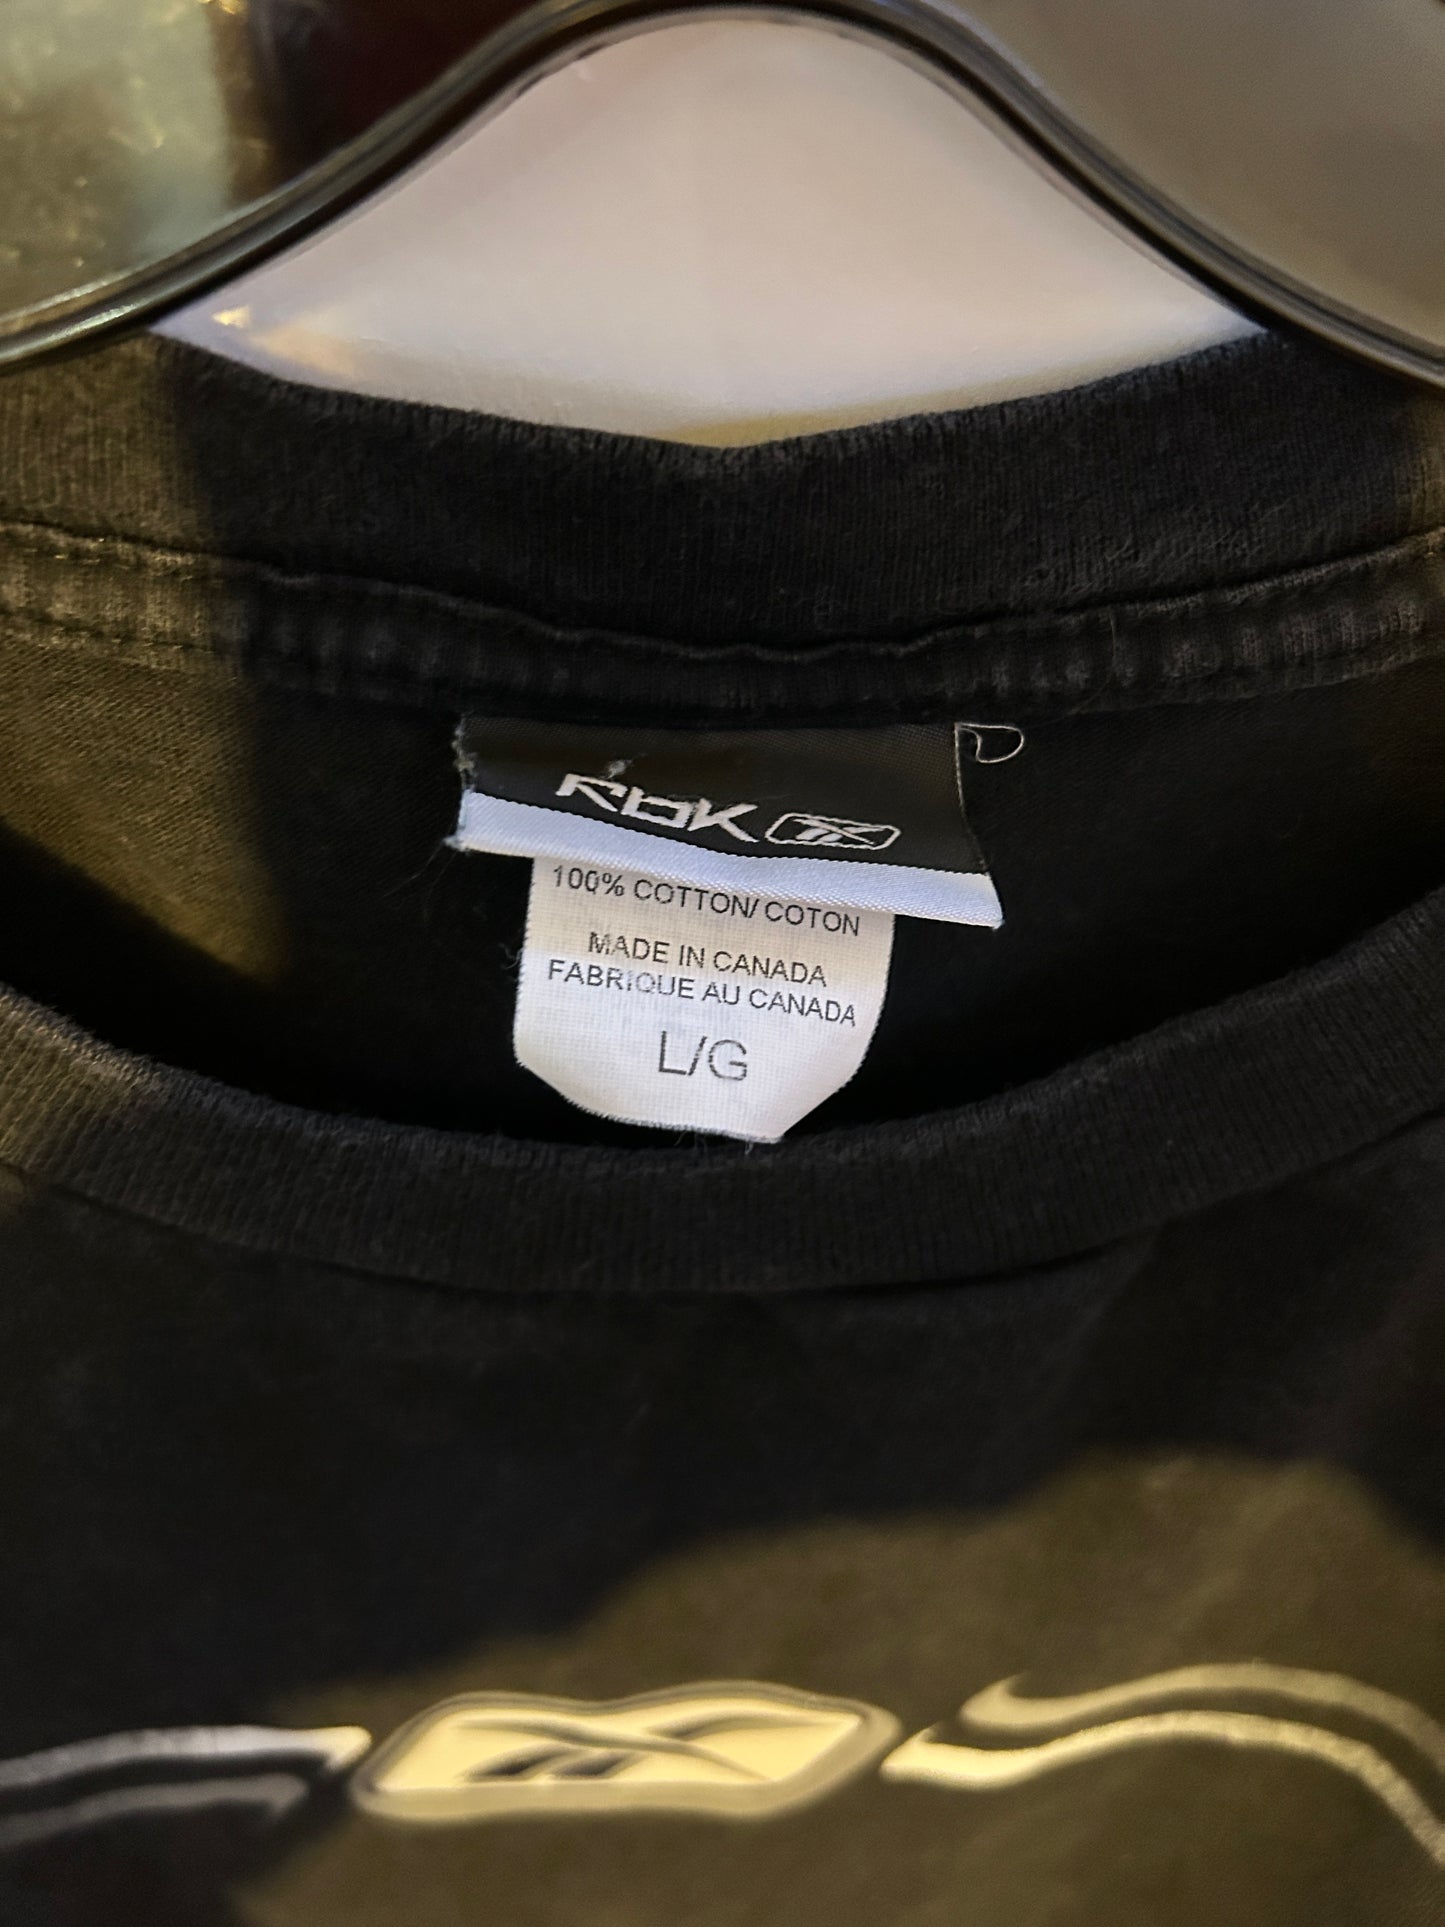 RBK
100% COTTON/ COTON
MADE IN CANADA
FABRIQUE AU CANADA
L/G